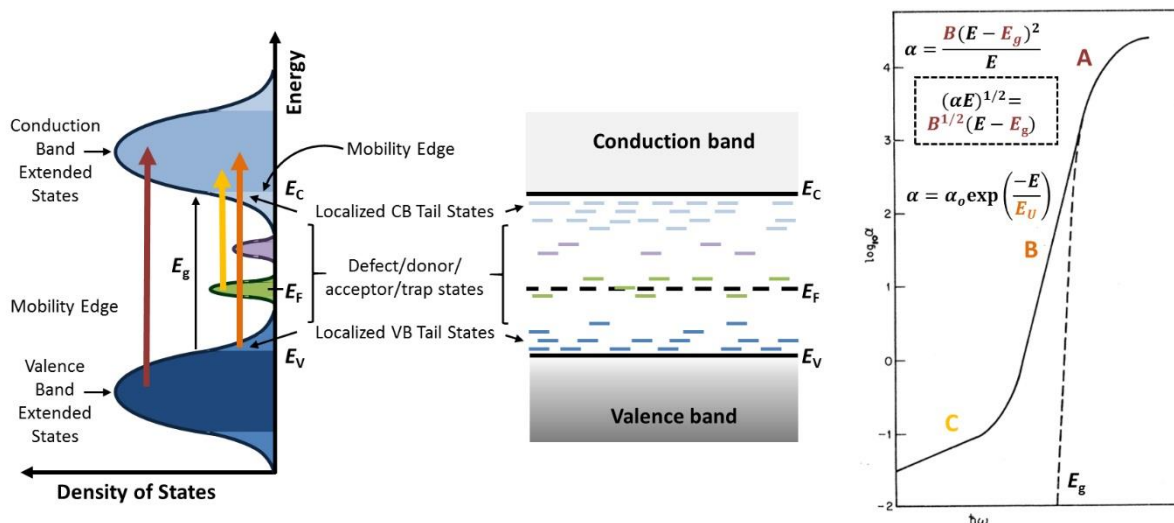 Energy
Conduction
Band
Extended
States
Mobility Edge
E_C
Localized CB Tail States
E_g
Defect/donor/
acceptor/trap states
E_F
Mobility Edge
Localized VB Tail States
E_V
Valence
Band
Extended
States
Density of States
Conduction band
E_C
E_F
E_V
Valence band
α = B(E − E_g)² / E
(αE)^{1/2} =
B^{1/2}(E − E_g)
α = α_o exp(−E / E_U)
A
B
C
log₁₀α
4
3
2
1
0
−1
−2
E_g
ℏω